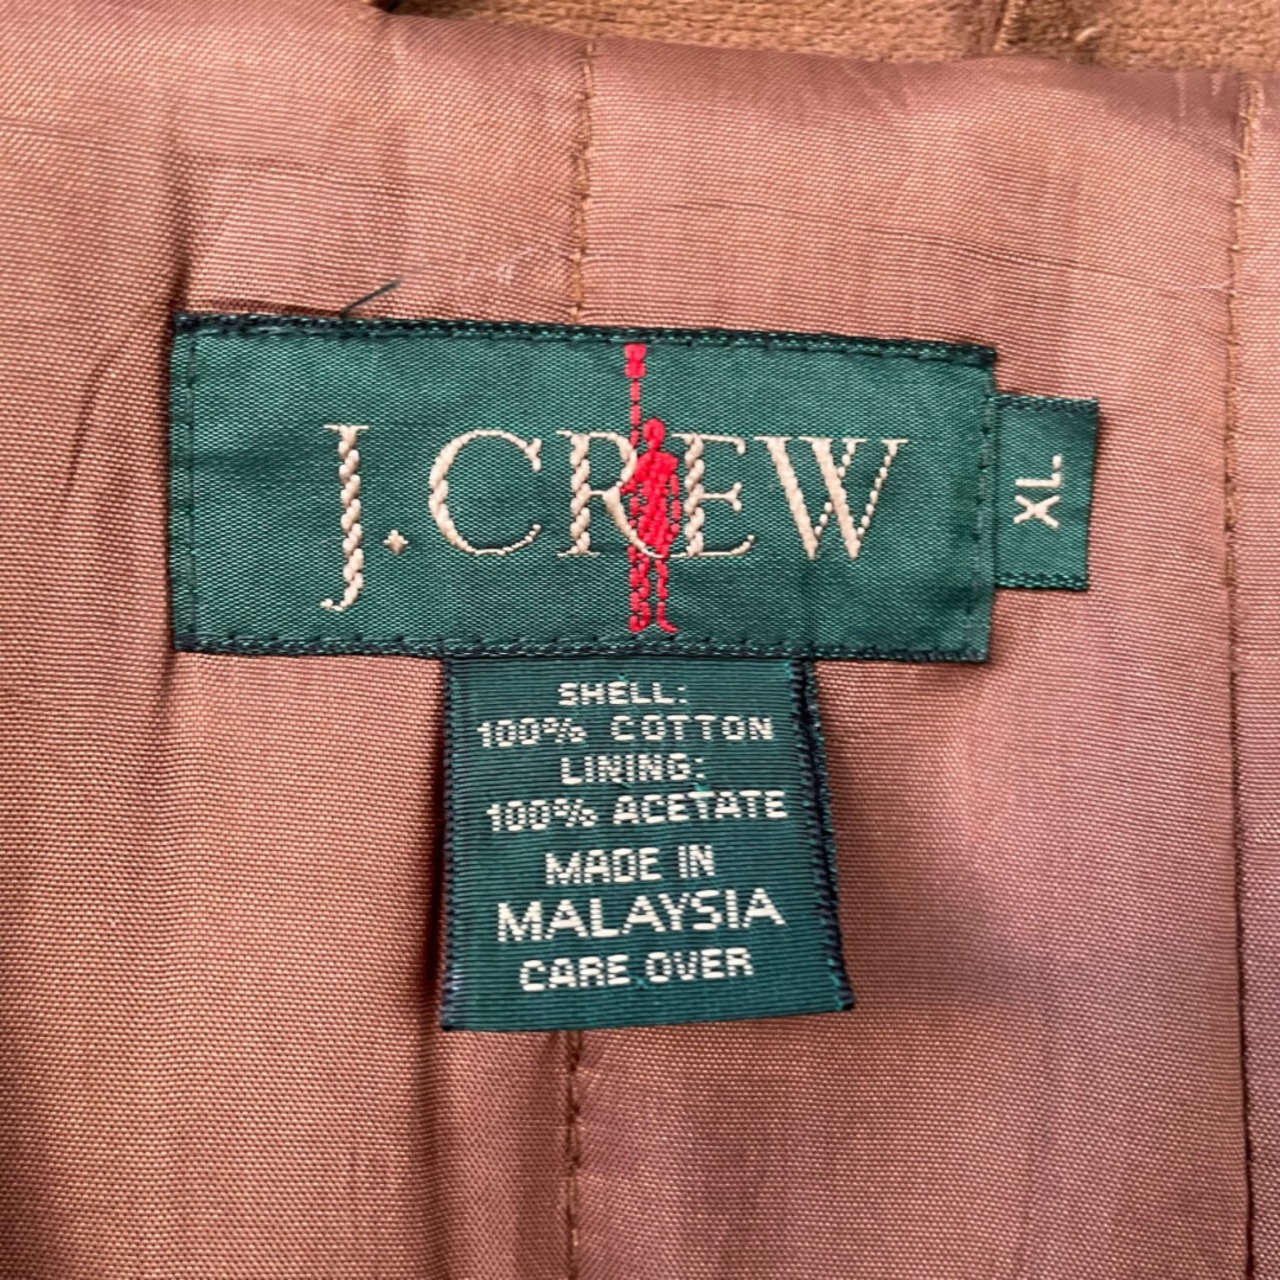 J.CREW
XL
SHELL:
100% COTTON
LINING:
100% ACETATE
MADE IN
MALAYSIA
CARE OVER